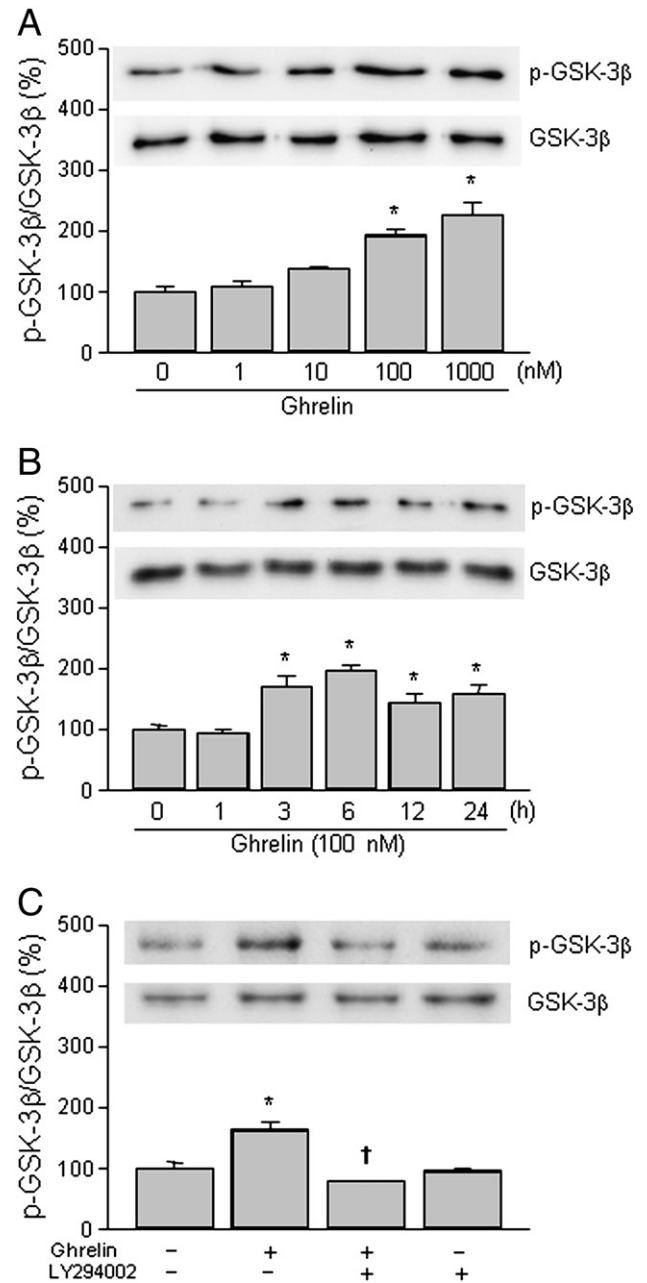 A
p-GSK-3β/GSK-3β (%)
500
400
300
200
100
0
p-GSK-3β
GSK-3β
* *
0 1 10 100 1000 (nM)
Ghrelin
B
p-GSK-3β/GSK-3β (%)
500
400
300
200
100
0
p-GSK-3β
GSK-3β
* * * *
0 1 3 6 12 24 (h)
Ghrelin (100 nM)
C
p-GSK-3β/GSK-3β (%)
500
400
300
200
100
0
p-GSK-3β
GSK-3β
* †
Ghrelin − + + −
LY294002 − − + +